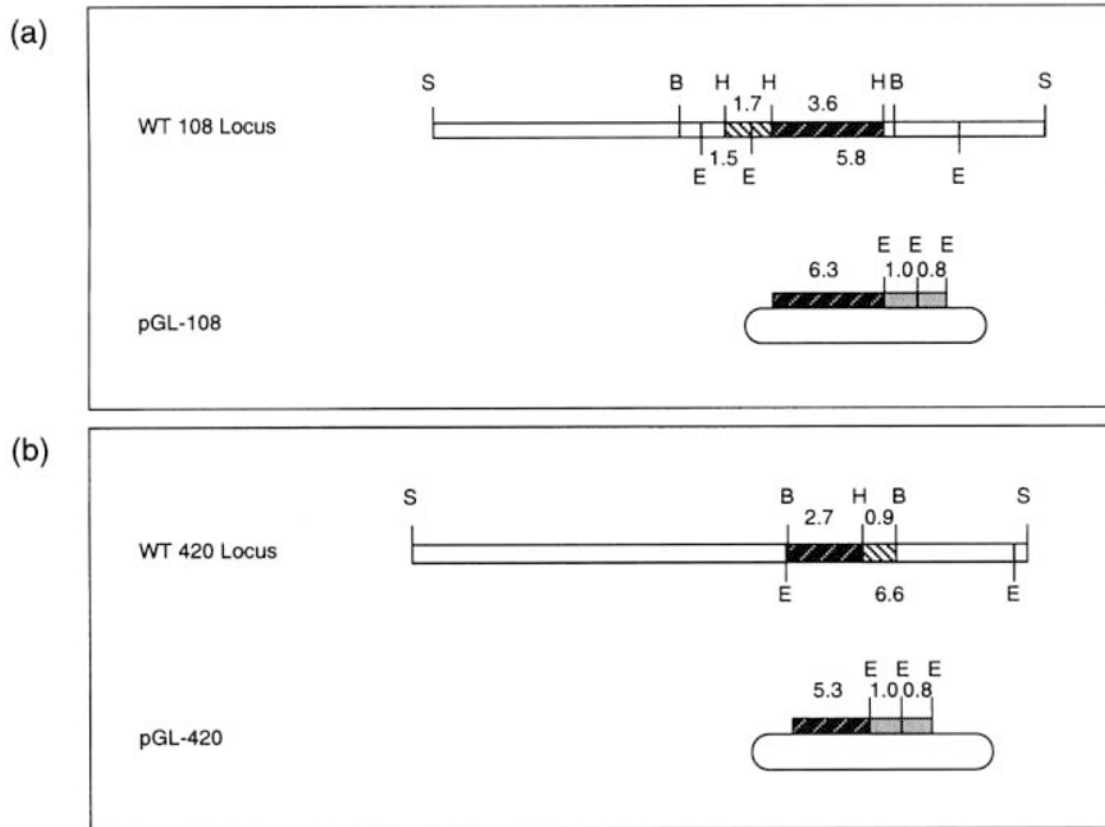 (a)
S B H H H B S
1.7 3.6
WT 108 Locus
1.5 5.8
E E E
E E E
6.3 1.0 0.8
pGL-108
(b)
S B H B S
2.7 0.9
WT 420 Locus
E 6.6 E
E E E
5.3 1.0 0.8
pGL-420